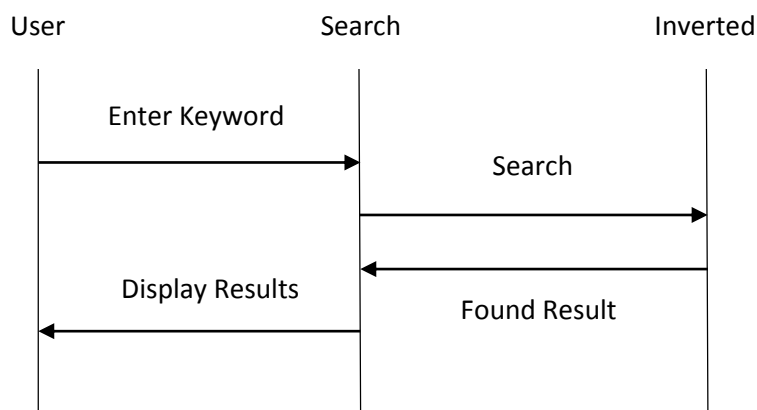 User Search Inverted
Enter Keyword
Search
Display Results
Found Result